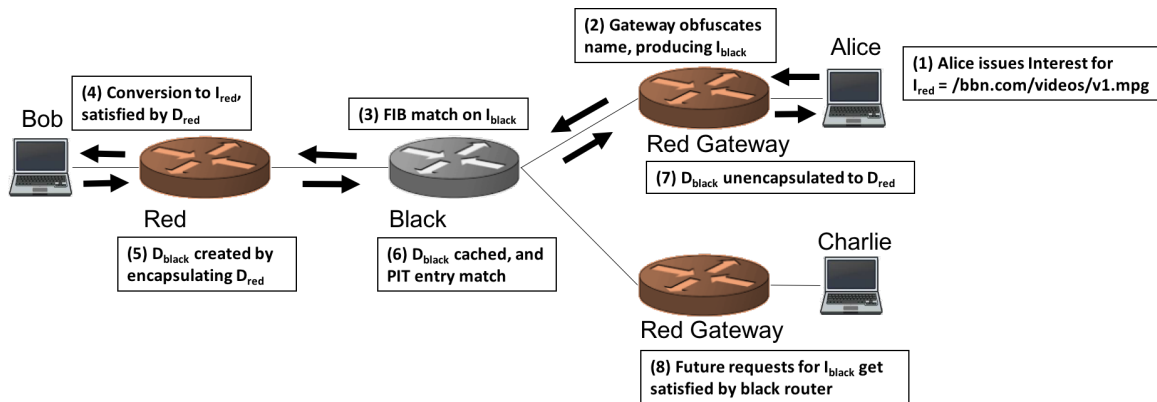 (2) Gateway obfuscates
name, producing Iblack
Alice
(1) Alice issues Interest for
Ired = /bbn.com/videos/v1.mpg
(4) Conversion to Ired,
satisfied by Dred
Bob
(3) FIB match on Iblack
Red Gateway
(7) Dblack unencapsulated to Dred
Red
Black
(5) Dblack created by
encapsulating Dred
(6) Dblack cached, and
PIT entry match
Charlie
Red Gateway
(8) Future requests for Iblack get
satisfied by black router